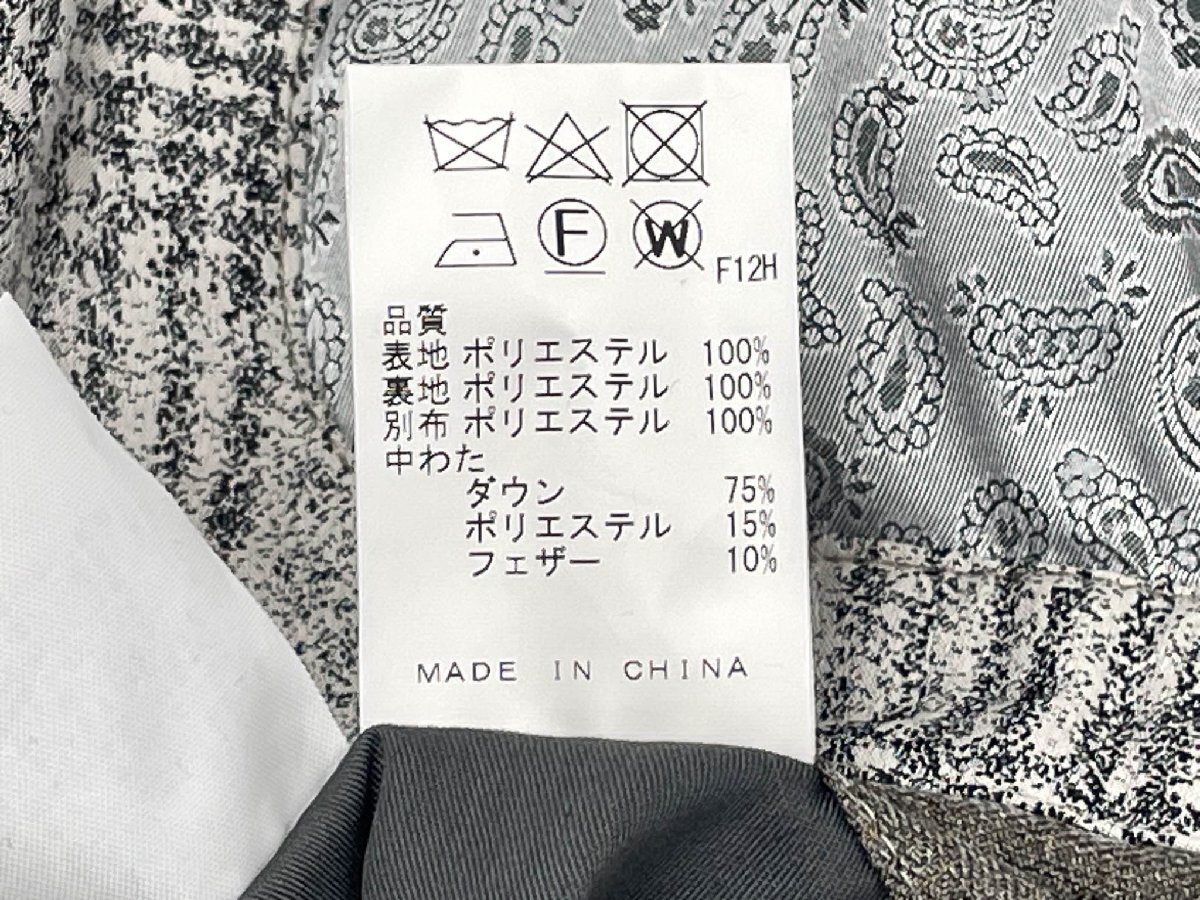 F W F12H
品質
表地 ポリエステル 100%
裏地 ポリエステル 100%
別布 ポリエステル 100%
中わた
ダウン 75%
ポリエステル 15%
フェザー 10%
MADE IN CHINA